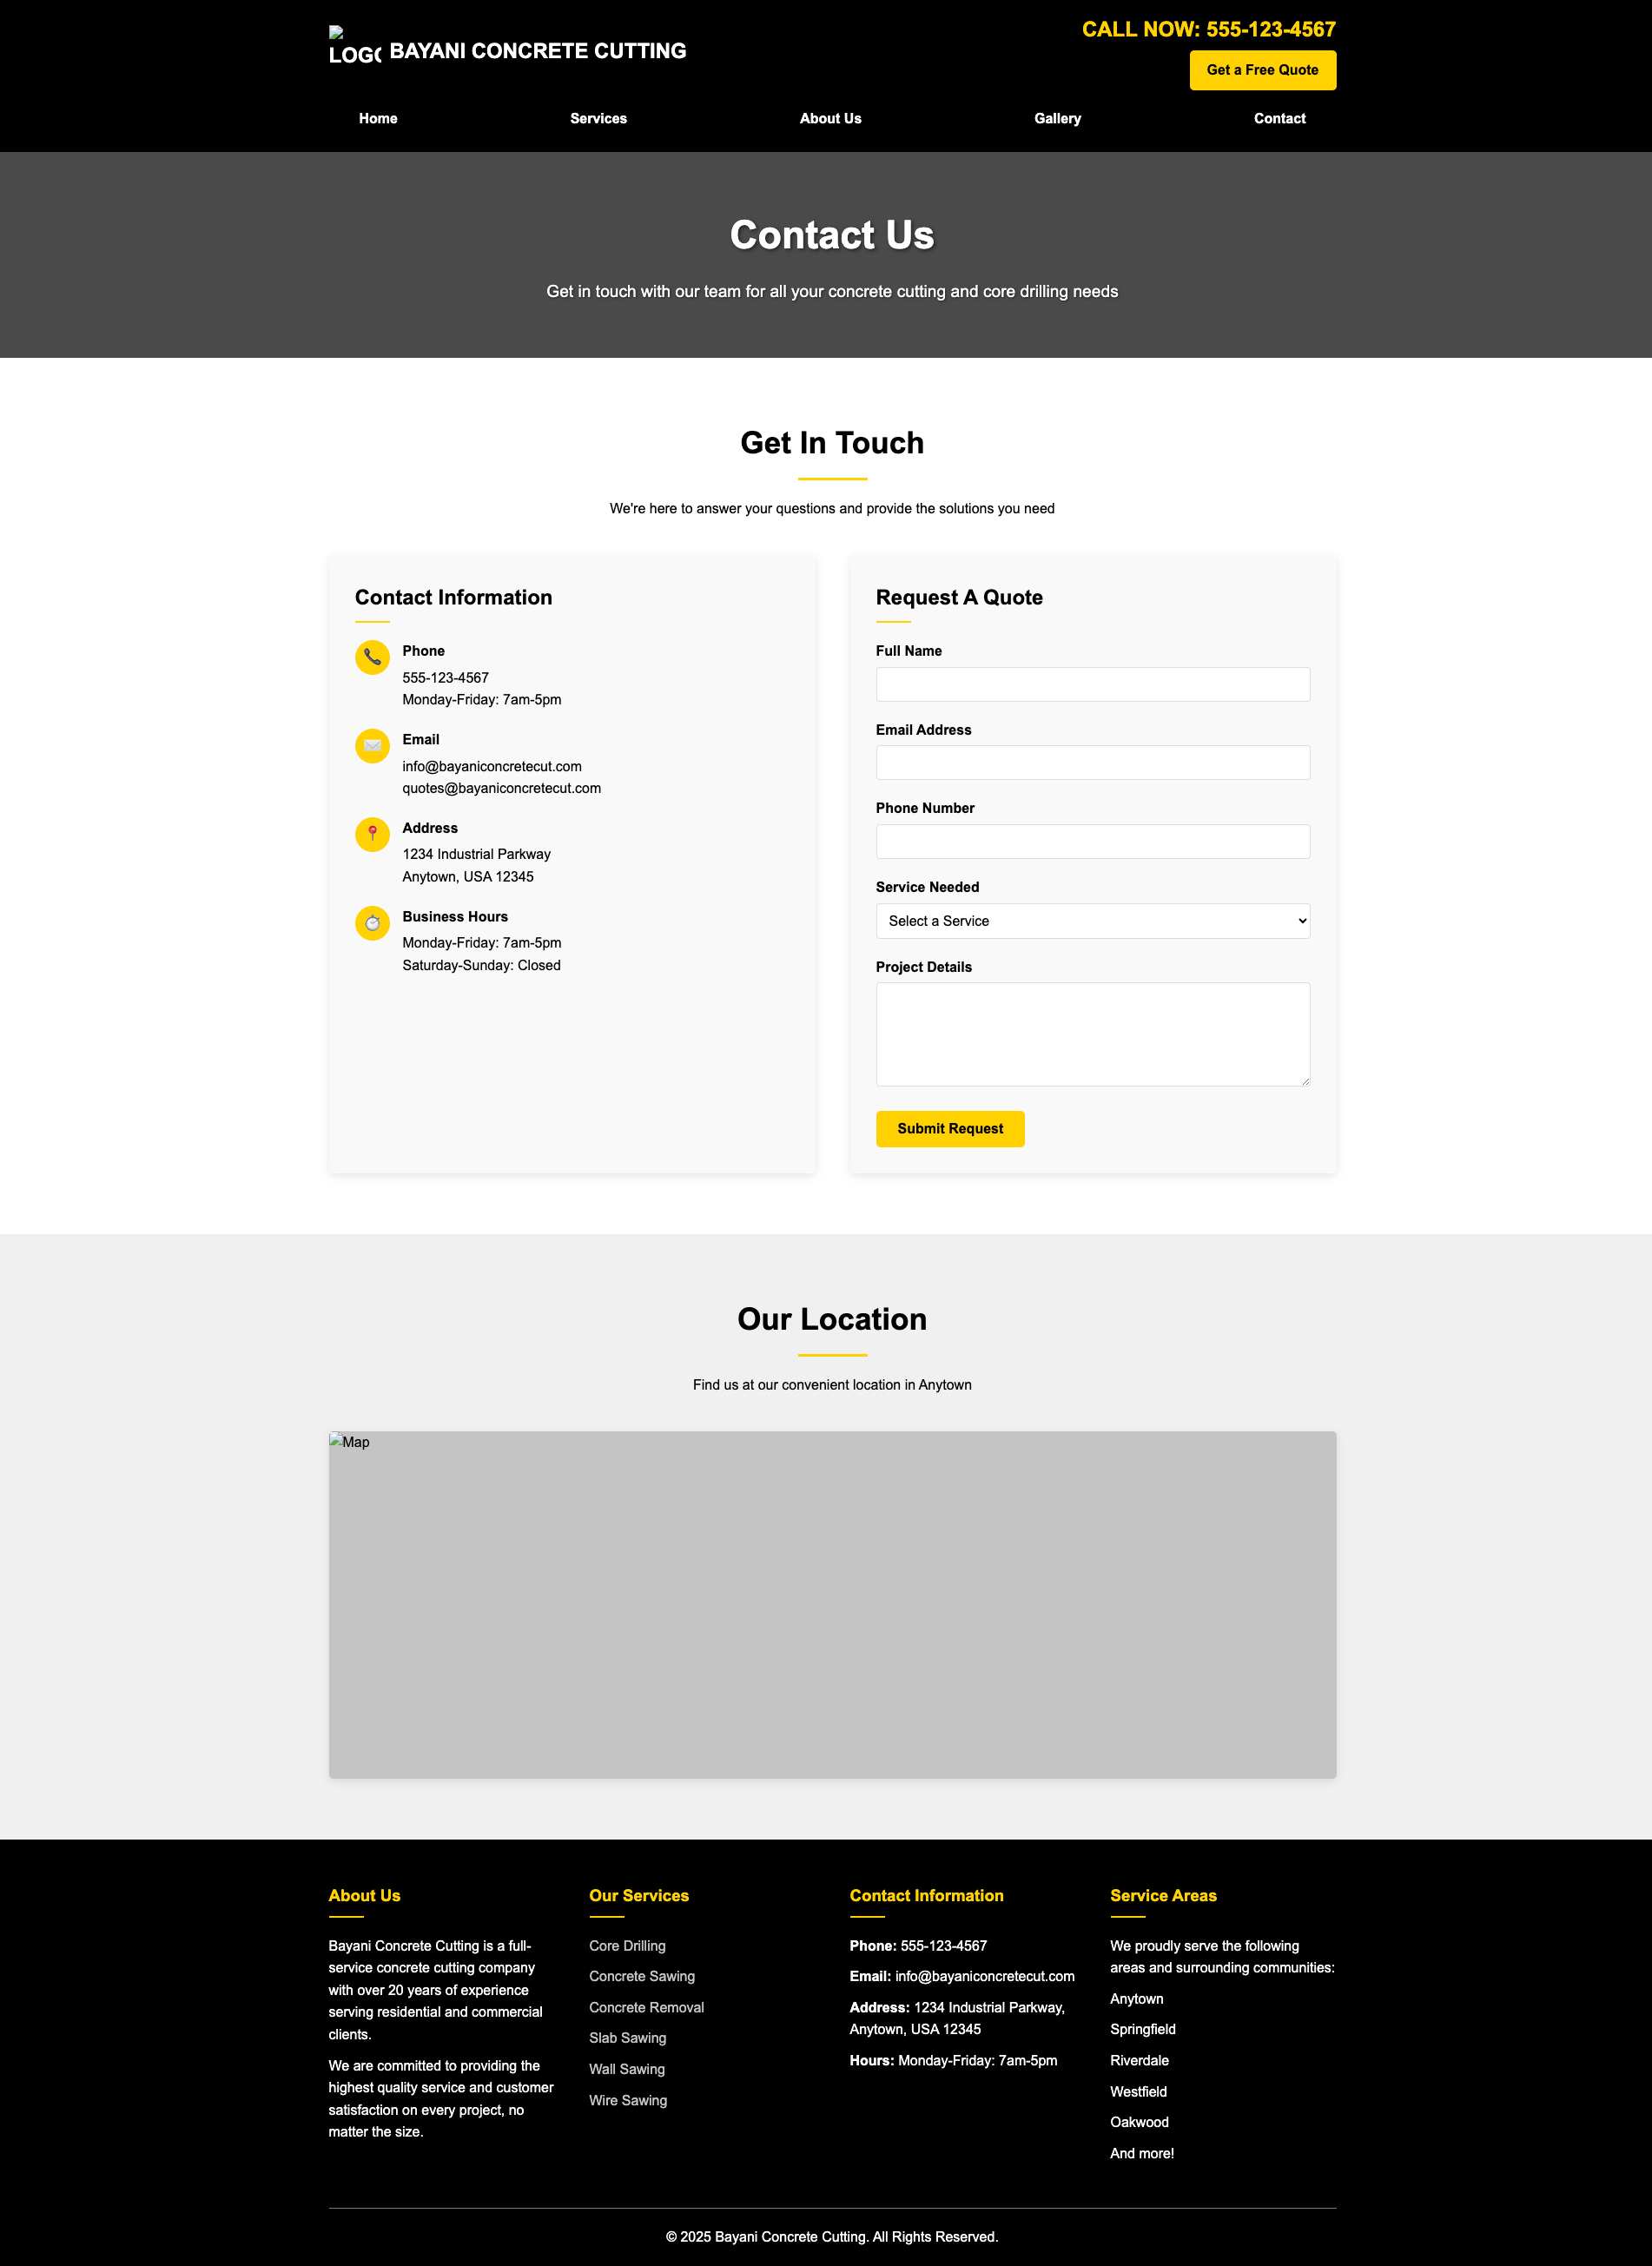 LOGO
BAYANI CONCRETE CUTTING
CALL NOW: 555-123-4567
Get a Free Quote
Home
Services
About Us
Gallery
Contact
Contact Us
Get in touch with our team for all your concrete cutting and core drilling needs
Get In Touch
We're here to answer your questions and provide the solutions you need
Contact Information
Phone
555-123-4567
Monday-Friday: 7am-5pm
Email
info@bayaniconcretecut.com
quotes@bayaniconcretecut.com
Address
1234 Industrial Parkway
Anytown, USA 12345
Business Hours
Monday-Friday: 7am-5pm
Saturday-Sunday: Closed
Request A Quote
Full Name
Email Address
Phone Number
Service Needed
Select a Service
Project Details
Submit Request
Our Location
Find us at our convenient location in Anytown
Map
About Us
Bayani Concrete Cutting is a full-
service concrete cutting company
with over 20 years of experience
serving residential and commercial
clients.
We are committed to providing the
highest quality service and customer
satisfaction on every project, no
matter the size.
Our Services
Core Drilling
Concrete Sawing
Concrete Removal
Slab Sawing
Wall Sawing
Wire Sawing
Contact Information
Phone: 555-123-4567
Email: info@bayaniconcretecut.com
Address: 1234 Industrial Parkway,
Anytown, USA 12345
Hours: Monday-Friday: 7am-5pm
Service Areas
We proudly serve the following
areas and surrounding communities:
Anytown
Springfield
Riverdale
Westfield
Oakwood
And more!
© 2025 Bayani Concrete Cutting. All Rights Reserved.